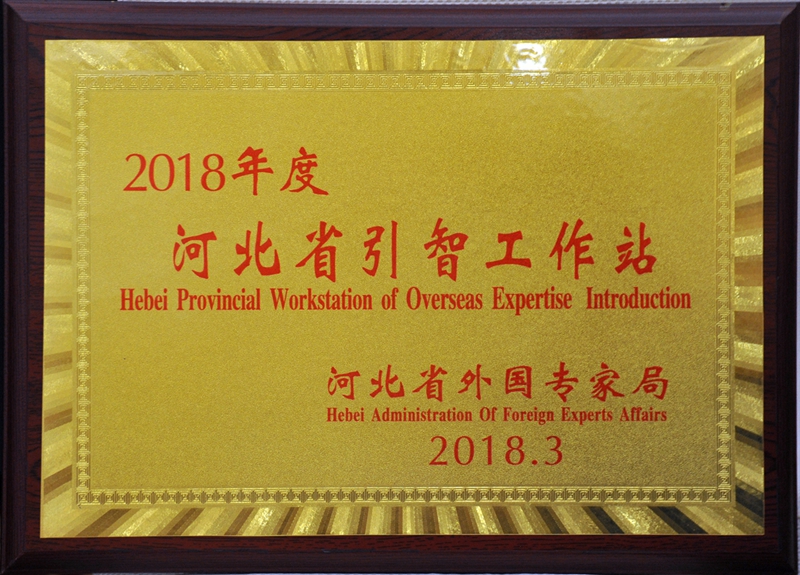 2018年度
河北省引智工作站
Hebei Provincial Workstation of Overseas Expertise Introduction
河北省外国专家局
Hebei Administration Of Foreign Experts Affairs
2018.3